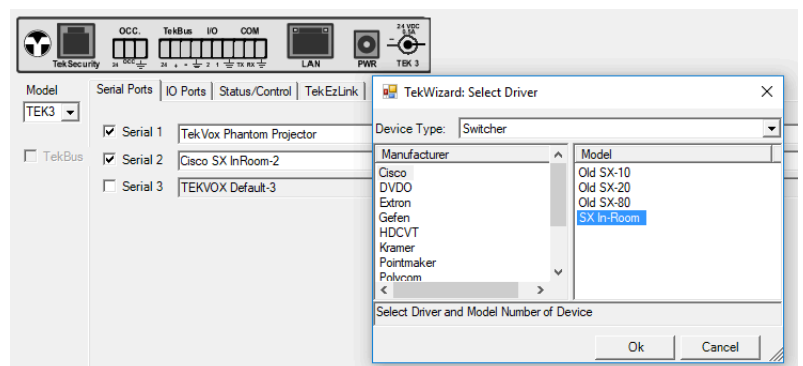 24 VDC
1.5A
OCC. TekBus I/O COM
TekSecurity 24 OCC 24 + - 2 1 TX RX LAN PWR TEK 3
Model
TEK3
TekBus
Serial Ports IO Ports Status/Control TekEzLink
Serial 1 TekVox Phantom Projector
Serial 2 Cisco SX InRoom-2
Serial 3 TEKVOX Default-3
TekWizard: Select Driver
Device Type: Switcher
Manufacturer Model
Cisco Old SX-10
DVDO Old SX-20
Extron Old SX-80
Gefen SX In-Room
HDCVT
Kramer
Pointmaker
Polycom
Select Driver and Model Number of Device
Ok Cancel